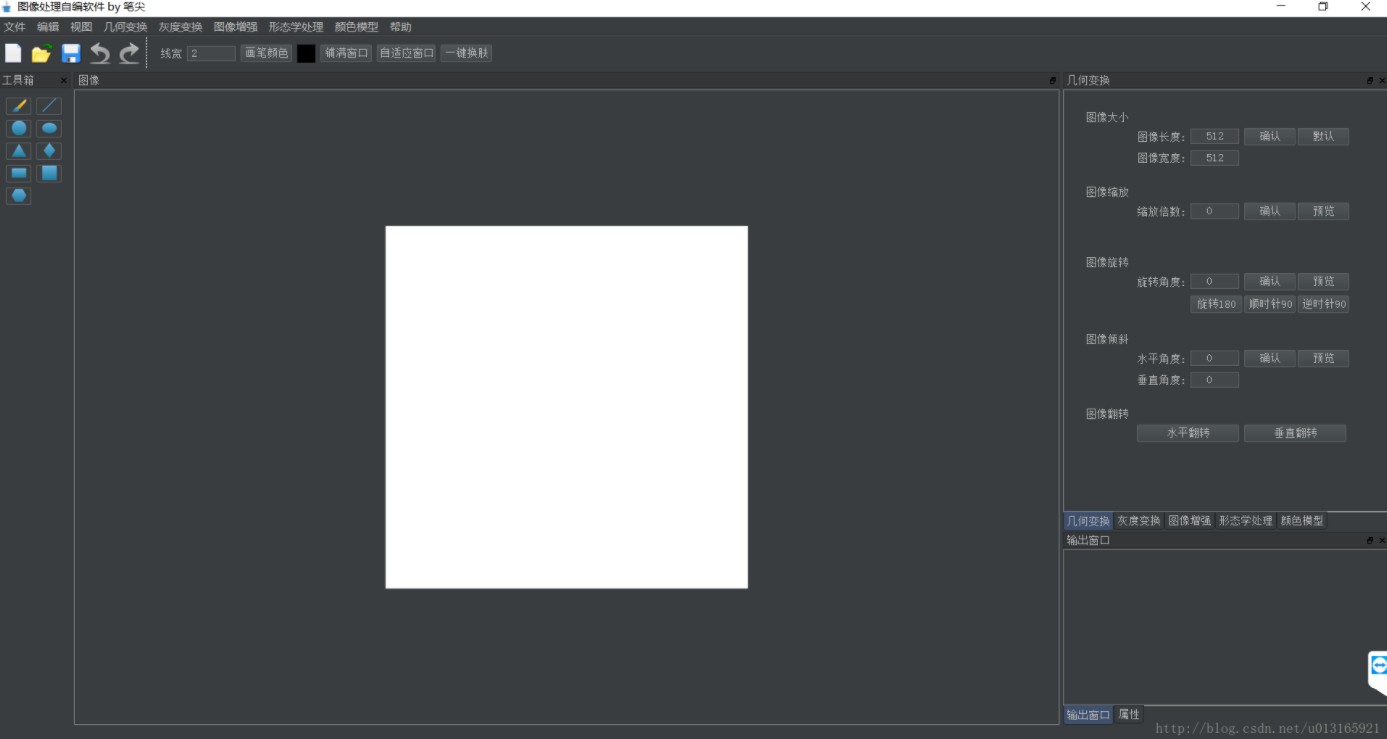 图像处理自编软件 by 笔尖
文件 编辑 视图 几何变换 灰度变换 图像增强 形态学处理 颜色模型 帮助
线宽 2 画笔颜色 铺满窗口 自适应窗口 一键换肤
工具箱 图像 几何变换
图像大小
图像长度: 512 确认 默认
图像宽度: 512
图像缩放
缩放倍数: 0 确认 预览
图像旋转
旋转角度: 0 确认 预览
旋转180 顺时针90 逆时针90
图像倾斜
水平角度: 0 确认 预览
垂直角度: 0
图像翻转
水平翻转 垂直翻转
几何变换 灰度变换 图像增强 形态学处理 颜色模型
输出窗口
输出窗口 属性
http://blog.csdn.net/u013165921